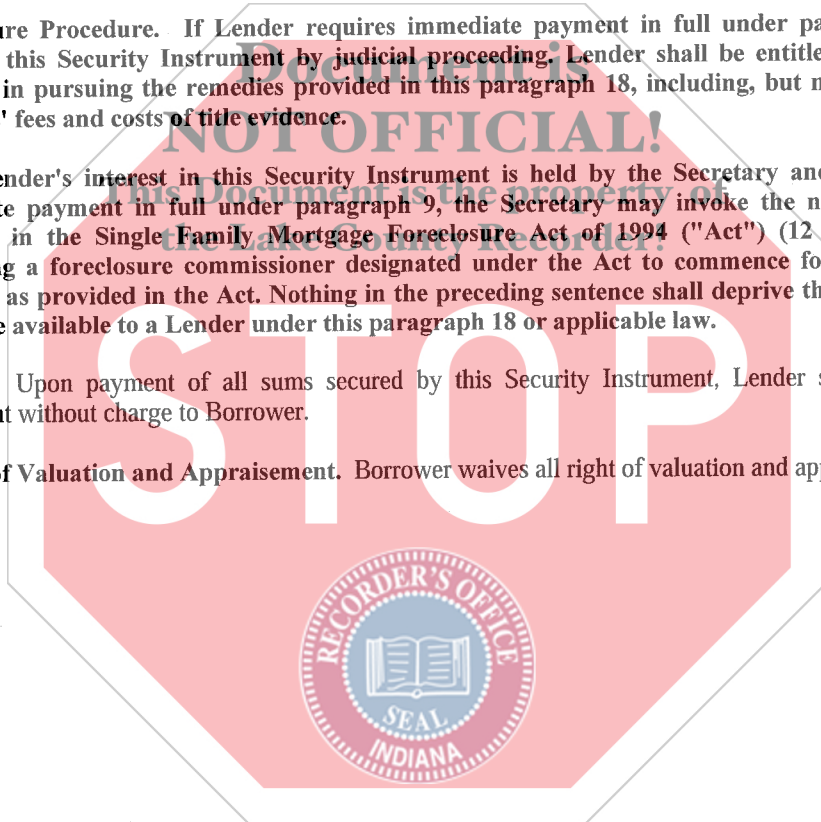 ure Procedure. If Lender requires immediate payment in full under pa
this Security Instrument by judicial proceeding. Lender shall be entitle
in pursuing the remedies provided in this paragraph 18, including, but n
' fees and costs of title evidence.
ender's interest in this Security Instrument is held by the Secretary and
te payment in full under paragraph 9, the Secretary may invoke the n
in the Single Family Mortgage Foreclosure Act of 1994 ("Act") (12
g a foreclosure commissioner designated under the Act to commence fo
as provided in the Act. Nothing in the preceding sentence shall deprive th
e available to a Lender under this paragraph 18 or applicable law.
Upon payment of all sums secured by this Security Instrument, Lender s
t without charge to Borrower.
f Valuation and Appraisement. Borrower waives all right of valuation and app
Document is
NOT OFFICIAL!
This Document is the property of
the Lake County Recorder!
STOP
RECORDER'S OFFICE
SEAL
INDIANA